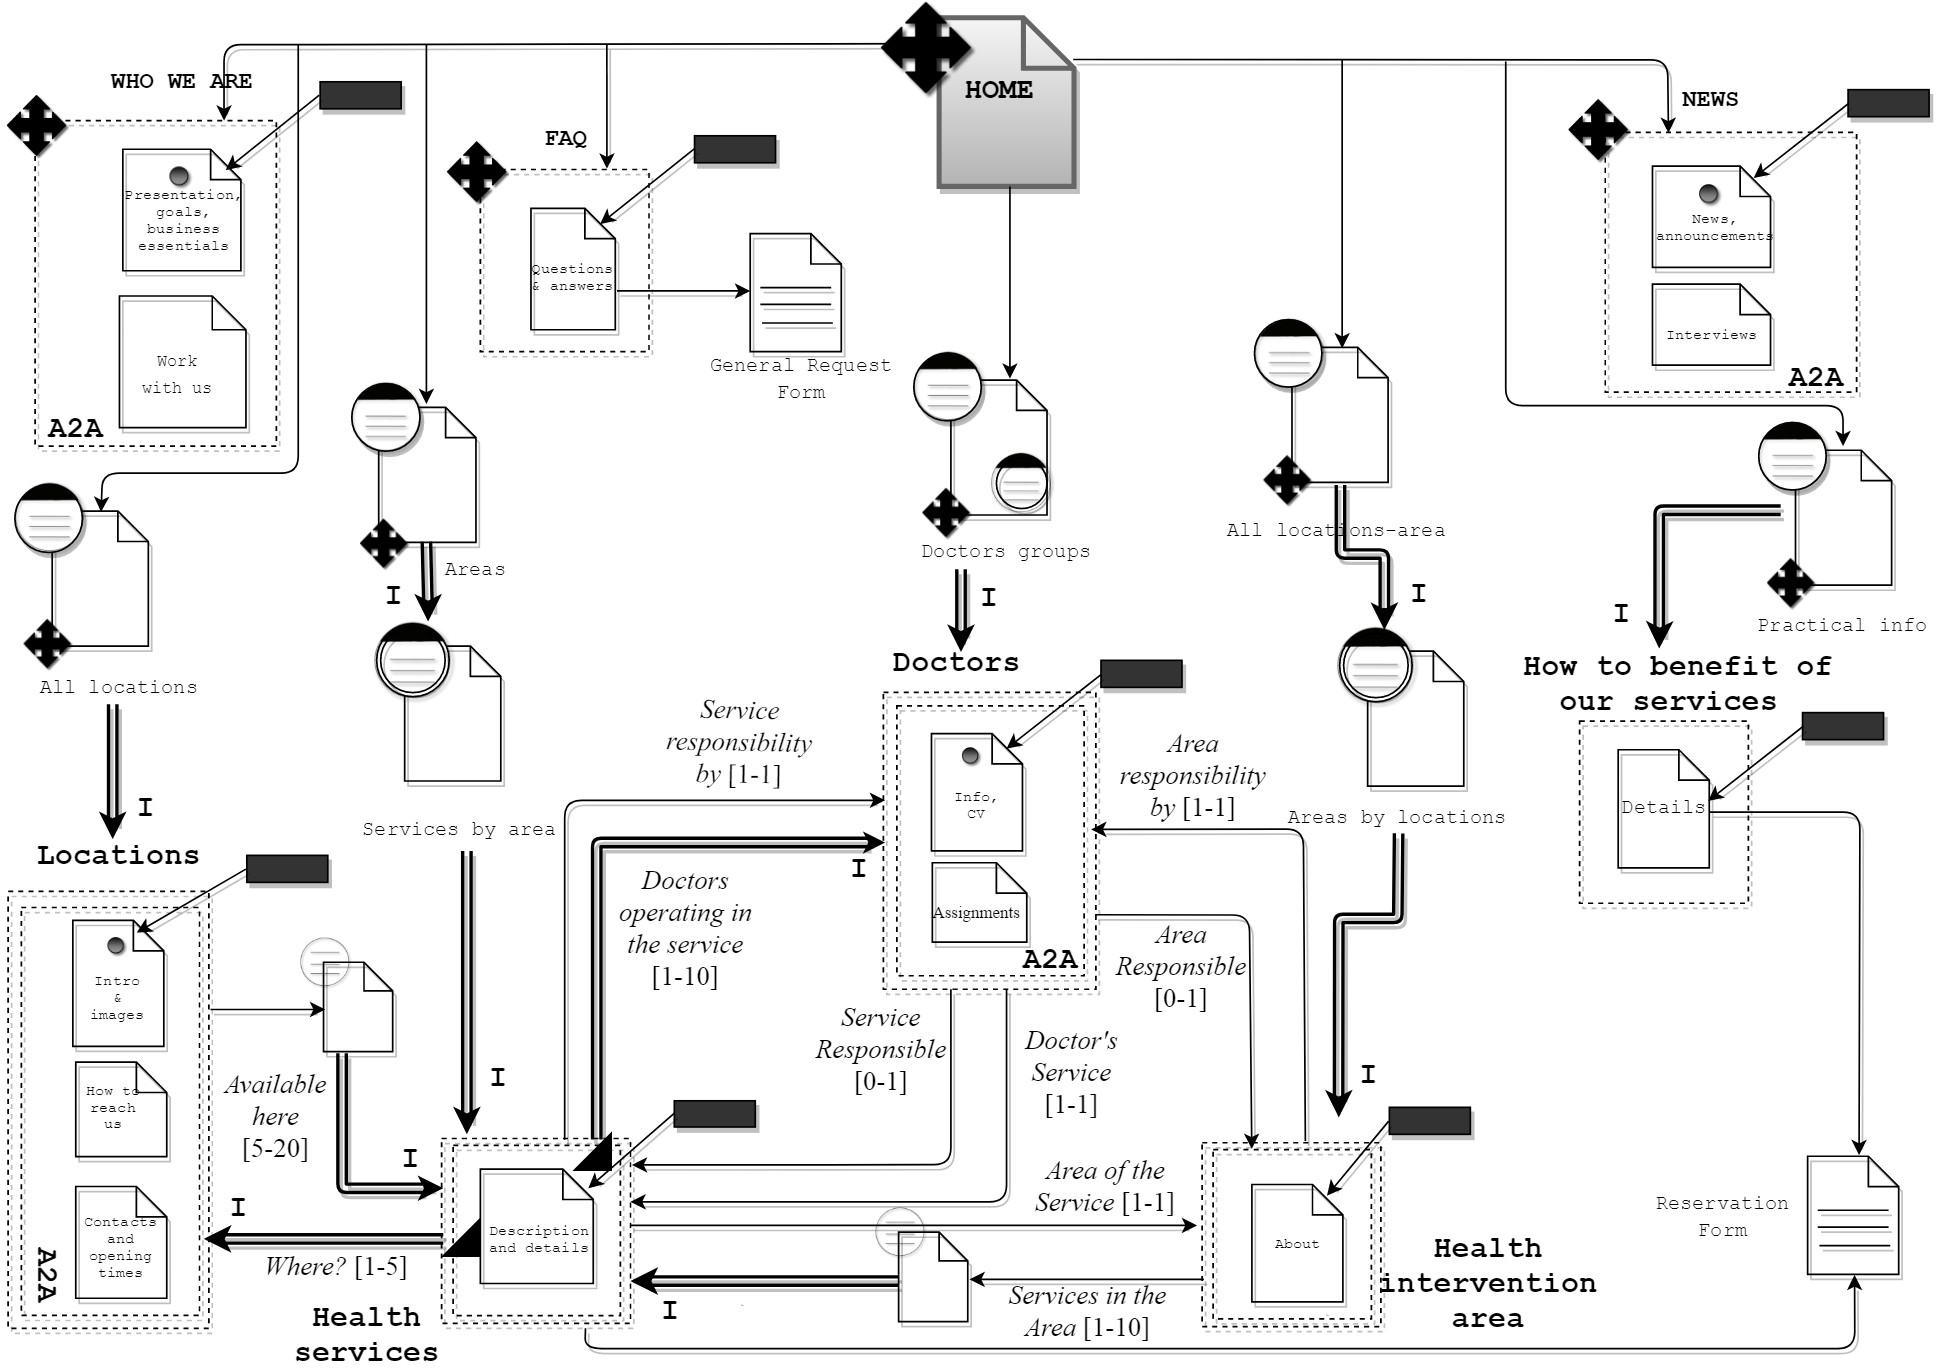 WHO WE ARE
HOME
NEWS
FAQ
Presentation,
goals,
business
essentials
News,
announcements
Questions
& answers
Interviews
Work
with us
General Request
Form
A2A
A2A
All locations-area
Doctors groups
Areas
I
I
I
I
Practical info
All locations
Doctors
How to benefit of
our services
Service
responsibility
by [1-1]
Area
responsibility
by [1-1]
Info,
CV
Details
I
Services by area
Areas by locations
Locations
I
Doctors
operating in
the service
[1-10]
Assignments
A2A
Area
Responsible
[0-1]
Intro
&
images
Service
Responsible
[0-1]
Doctor's
Service
[1-1]
How to
reach
us
Available
here
[5-20]
I
I
I
I
Area of the
Service [1-1]
Reservation
Form
Contacts
and
opening
times
A2A
Description
and details
About
Where? [1-5]
Health
intervention
area
Services in the
Area [1-10]
I
Health
services